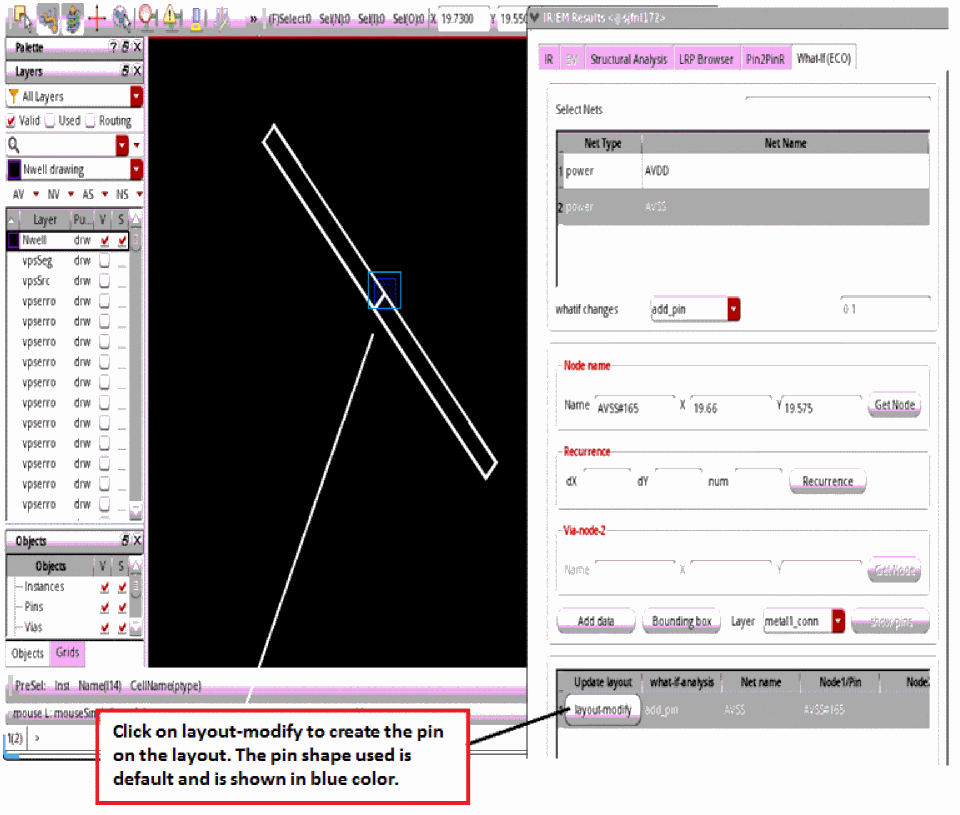 » (F)Select:0 Sel(N):0 Sel(I):0 Sel(O):0 X 19.7300 Y 19.550
Palette
Layers
All Layers
Valid Used Routing
Nwell drawing
AV NV AS NS
Layer Pu... V S
Nwell drw
vpsSeg drw
vpsSrc drw
vpserro drw
vpserro drw
vpserro drw
vpserro drw
vpserro drw
vpserro drw
vpserro drw
vpserro drw
vpserro drw
vpserro drw
vpserro drw
Objects
Objects V S
Instances
Pins
Vias
Objects Grids
PreSel: Inst Name(I14) CellName(ptype)
1(2) >
IR/EM Results
IR EM Structural Analysis LRP Browser Pin2PinR What-If (ECO)
Select Nets
Net Type Net Name
1 power AVDD
2 power AVSS
whatif changes add_pin 0.1
Node name
Name AVSS#165 X 19.66 Y 19.575 Get Node
Recurrence
dX dY num Recurrence
Via-node-2
Name X Y Get Node
Add data Bounding box Layer metal1_conn show pins
Update layout what-if-analysis Net name Node1/Pin
layout-modify add_pin AVSS AVSS#165
Click on layout-modify to create the pin
on the layout. The pin shape used is
default and is shown in blue color.